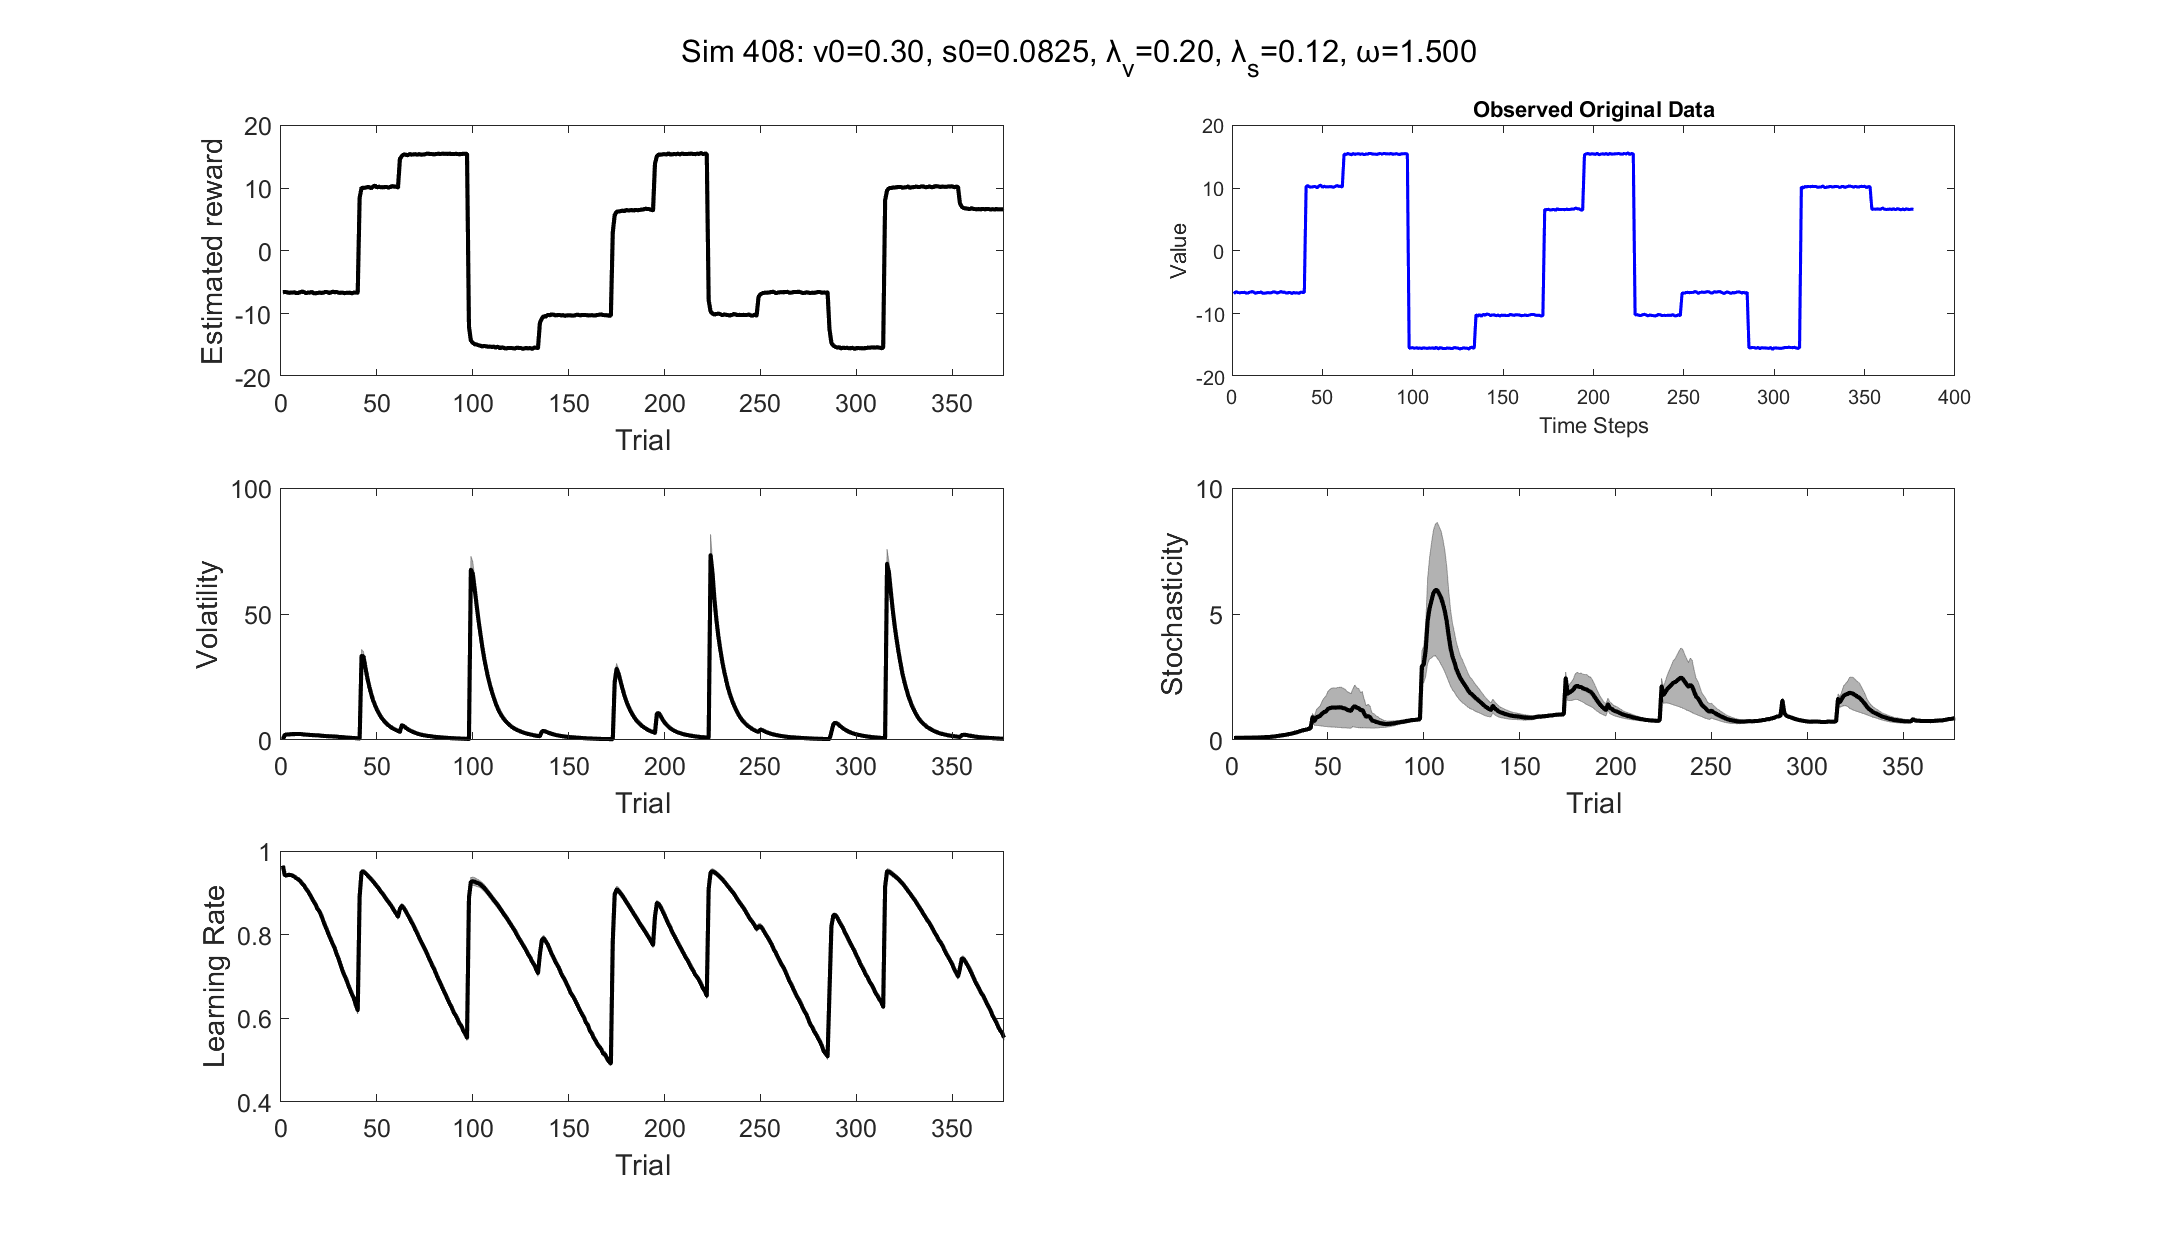 Sim 408: v0=0.30, s0=0.0825, λv=0.20, λs=0.12, ω=1.500
20
10
0
-10
-20
Estimated reward
0 50 100 150 200 250 300 350
Trial
Observed Original Data
20
10
0
-10
-20
Value
0 50 100 150 200 250 300 350 400
Time Steps
100
50
0
Volatility
0 50 100 150 200 250 300 350
Trial
10
5
0
Stochasticity
0 50 100 150 200 250 300 350
Trial
1
0.8
0.6
0.4
Learning Rate
0 50 100 150 200 250 300 350
Trial